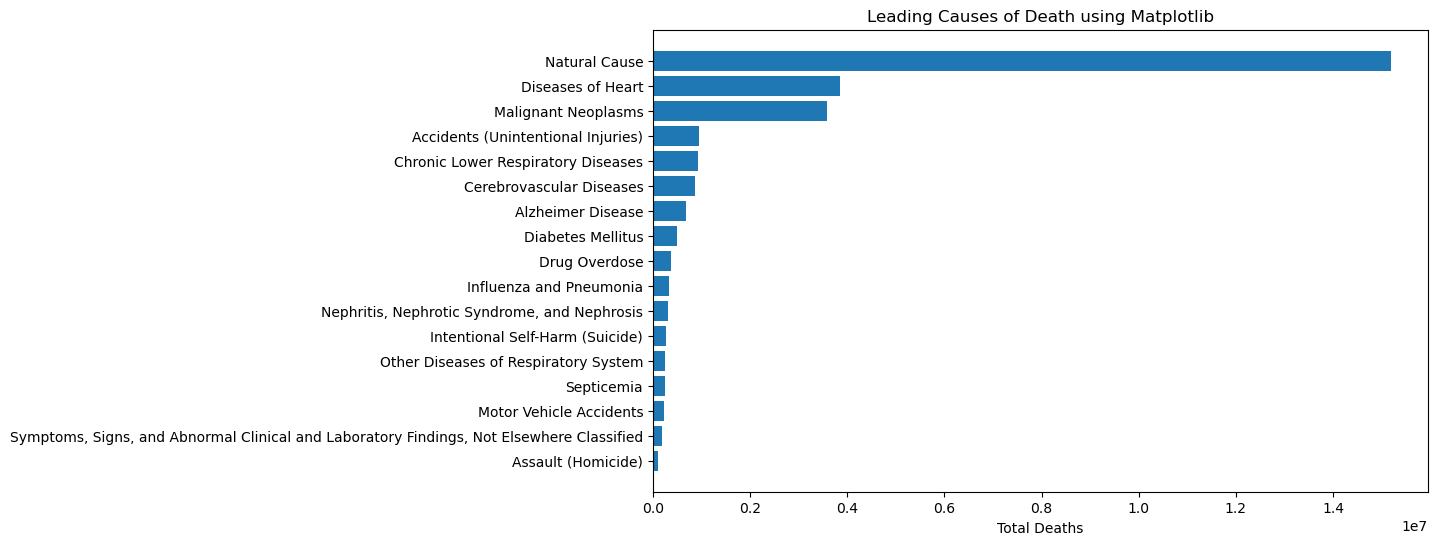 Leading Causes of Death using Matplotlib
Natural Cause
Diseases of Heart
Malignant Neoplasms
Accidents (Unintentional Injuries)
Chronic Lower Respiratory Diseases
Cerebrovascular Diseases
Alzheimer Disease
Diabetes Mellitus
Drug Overdose
Influenza and Pneumonia
Nephritis, Nephrotic Syndrome, and Nephrosis
Intentional Self-Harm (Suicide)
Other Diseases of Respiratory System
Septicemia
Motor Vehicle Accidents
Symptoms, Signs, and Abnormal Clinical and Laboratory Findings, Not Elsewhere Classified
Assault (Homicide)
0.0 0.2 0.4 0.6 0.8 1.0 1.2 1.4
1e7
Total Deaths